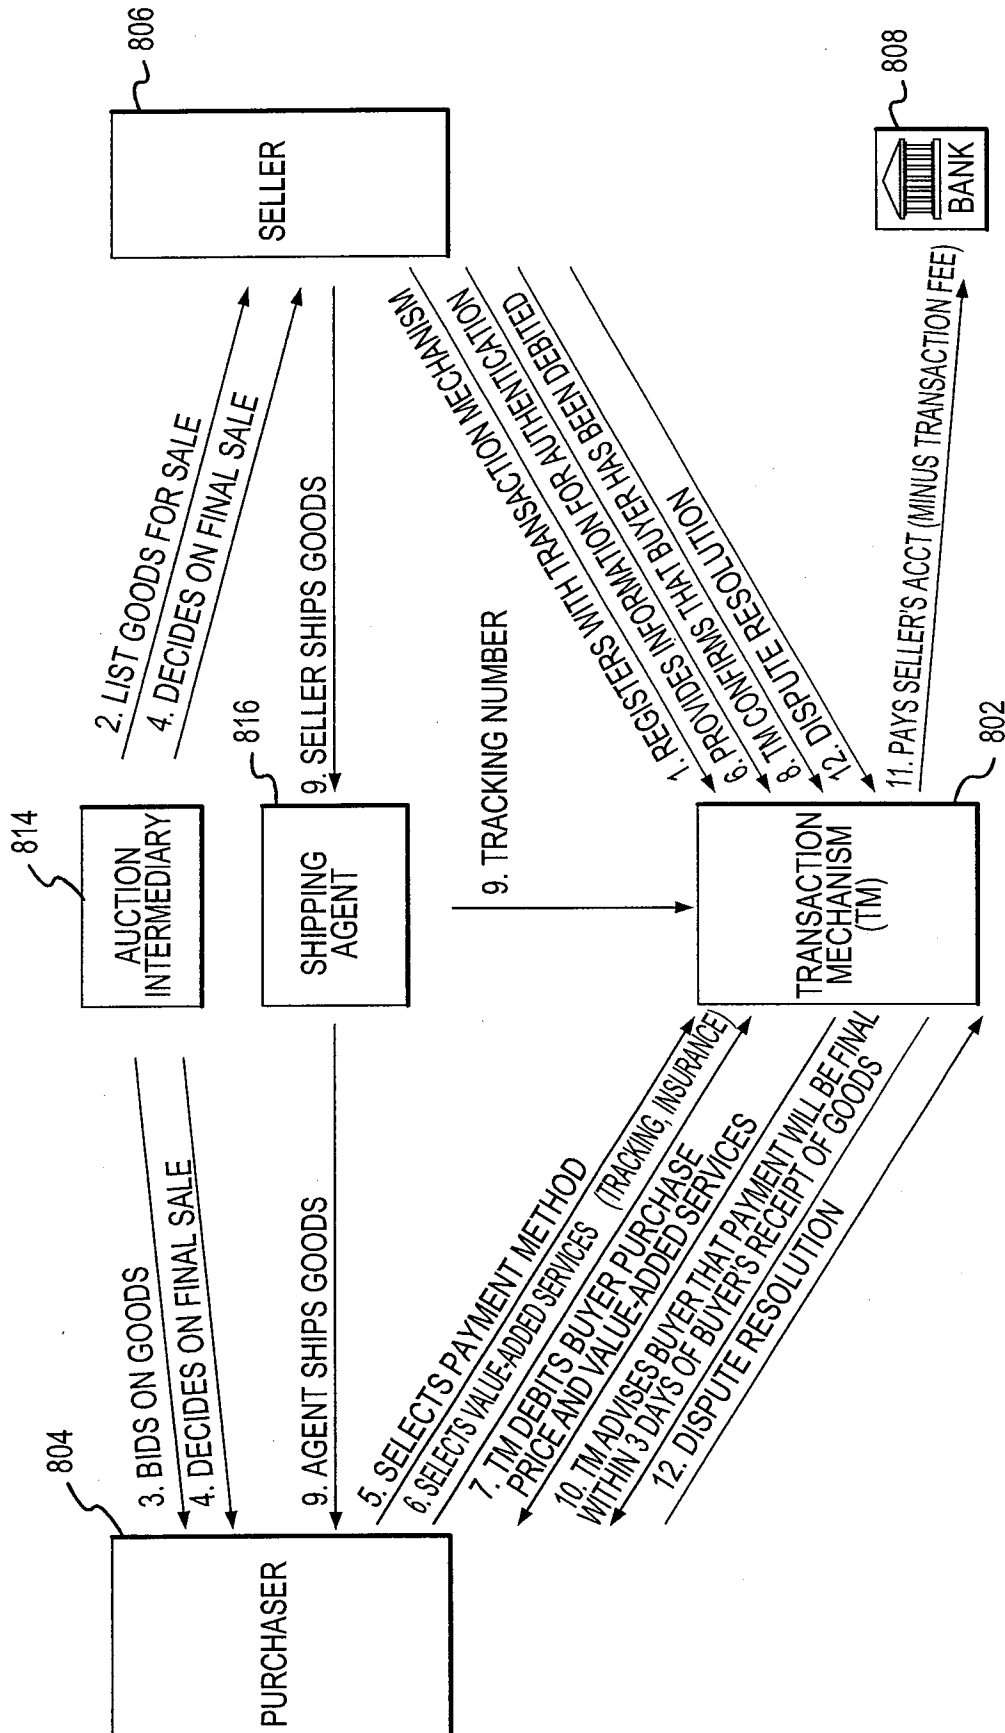 804
PURCHASER
814
AUCTION
INTERMEDIARY
806
SELLER
3. BIDS ON GOODS
4. DECIDES ON FINAL SALE
2. LIST GOODS FOR SALE
4. DECIDES ON FINAL SALE
816
SHIPPING
AGENT
9. AGENT SHIPS GOODS
9. SELLER SHIPS GOODS
9. TRACKING NUMBER
5. SELECTS PAYMENT METHOD
6. SELECTS VALUE-ADDED SERVICES (TRACKING, INSURANCE)
7. TM DEBITS BUYER PURCHASE
PRICE AND VALUE-ADDED SERVICES
10. TM ADVISES BUYER THAT PAYMENT WILL BE FINAL
WITHIN 3 DAYS OF BUYER'S RECEIPT OF GOODS
12. DISPUTE RESOLUTION
1. REGISTERS WITH TRANSACTION MECHANISM
6. PROVIDES INFORMATION FOR AUTHENTICATION
8. TM CONFIRMS THAT BUYER HAS BEEN DEBITED
12. DISPUTE RESOLUTION
TRANSACTION
MECHANISM
(TM)
802
11. PAYS SELLER'S ACCT (MINUS TRANSACTION FEE)
808
BANK